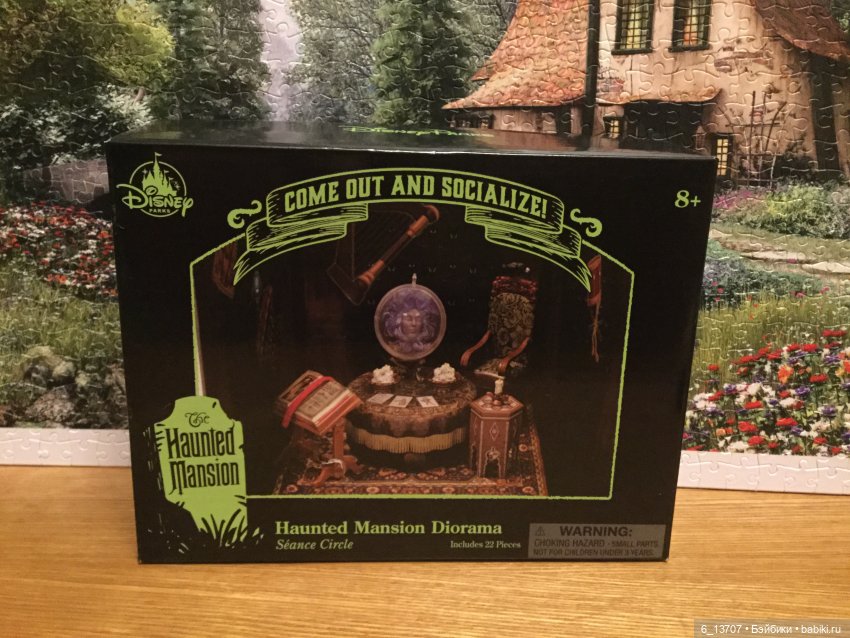 Disney
PARKS
COME OUT AND SOCIALIZE!
8+
The
Haunted
Mansion
Haunted Mansion Diorama
Séance Circle
Includes 22 Pieces
WARNING:
CHOKING HAZARD - SMALL PARTS
NOT FOR CHILDREN UNDER 3 YEARS.
6_13707 • Бэйбики • babiki.ru